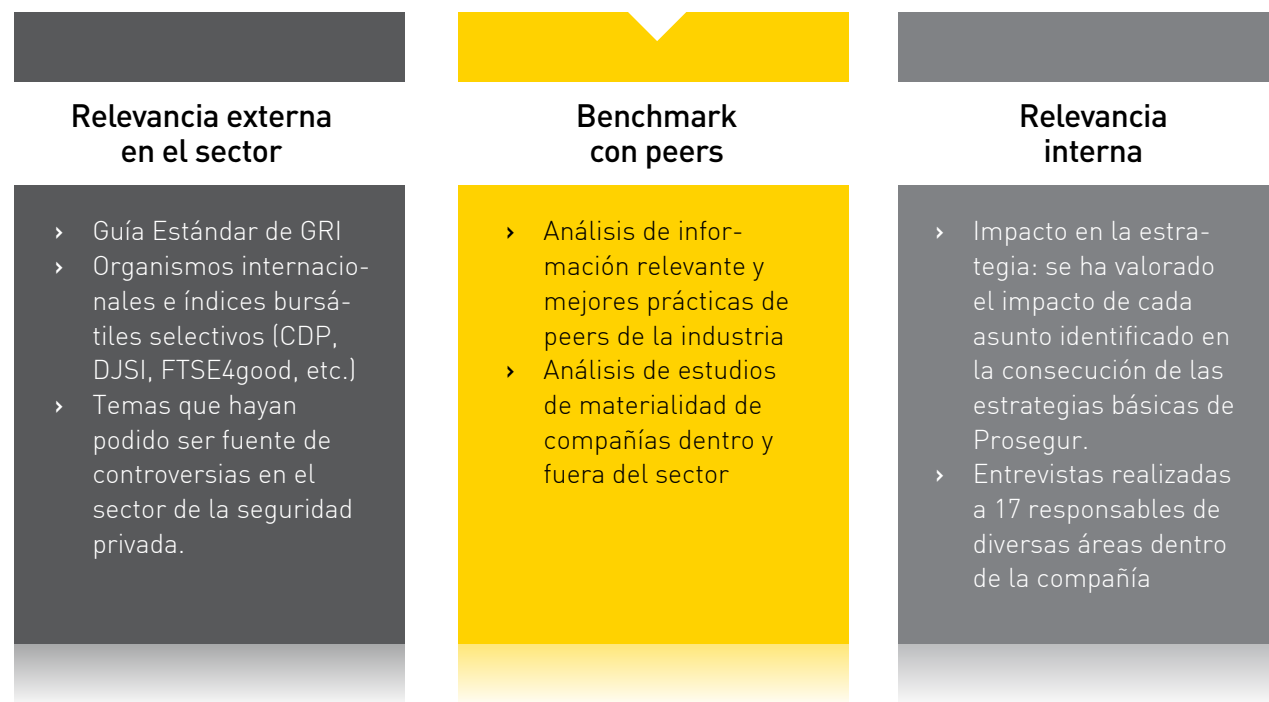 Relevancia externa
en el sector
› Guía Estándar de GRI
› Organismos internacio-
nales e índices bursá-
tiles selectivos (CDP,
DJSI, FTSE4good, etc.)
› Temas que hayan
podido ser fuente de
controversias en el
sector de la seguridad
privada.
Benchmark
con peers
› Análisis de infor-
mación relevante y
mejores prácticas de
peers de la industria
› Análisis de estudios
de materialidad de
compañías dentro y
fuera del sector
Relevancia
interna
› Impacto en la estra-
tegia: se ha valorado
el impacto de cada
asunto identificado en
la consecución de las
estrategias básicas de
Prosegur.
› Entrevistas realizadas
a 17 responsables de
diversas áreas dentro
de la compañía